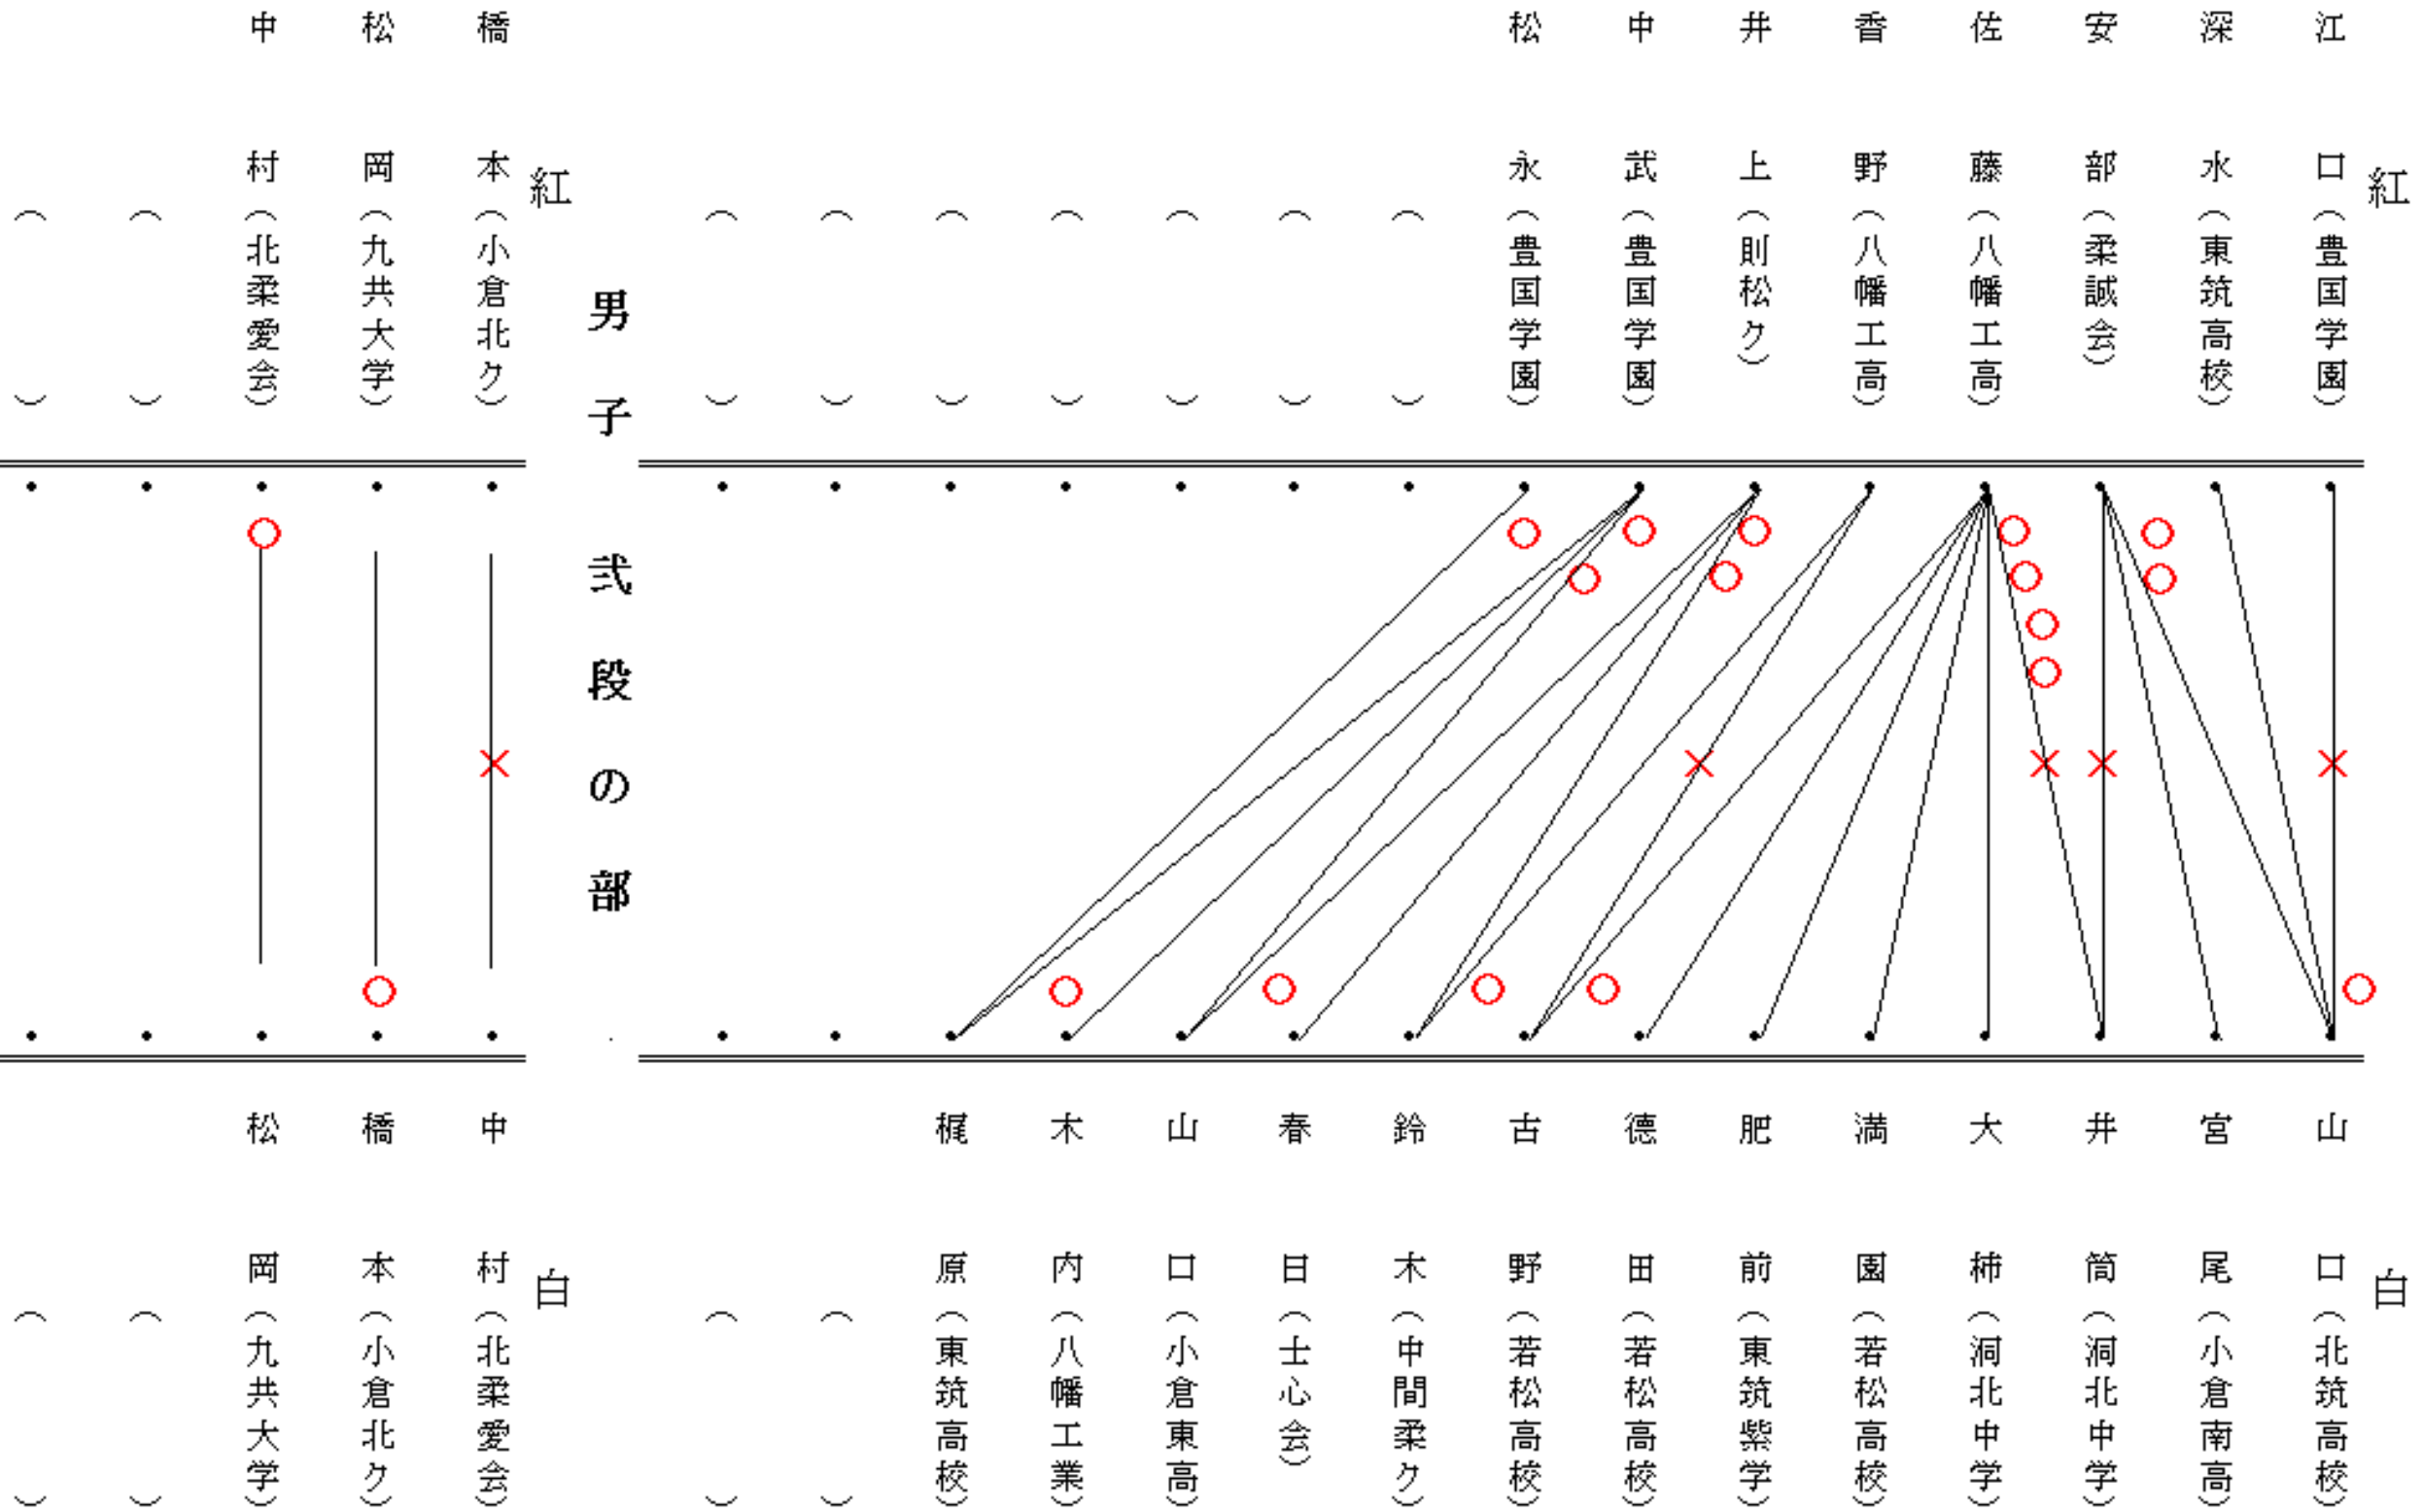 紅
江口（豊国学園）
深水（東筑高校）
安部（柔誠会）
佐藤（八幡工高）
香野（八幡工高）
井上（則松ク）
中武（豊国学園）
松永（豊国学園）
（　　　　）
（　　　　）
（　　　　）
（　　　　）
（　　　　）
（　　　　）
（　　　　）
白
山口（北筑高校）
宮尾（小倉南高）
井筒（洞北中学）
大柿（洞北中学）
満園（若松高校）
肥前（東筑紫学）
德田（若松高校）
古野（若松高校）
鈴木（中間柔ク）
春日（士心会）
山口（小倉東高）
木内（八幡工業）
梶原（東筑高校）
（　　　　）
（　　　　）
男子　弐段の部
紅
橋本（小倉北ク）
松岡（九共大学）
中村（北柔愛会）
（　　　　）
（　　　　）
白
中村（北柔愛会）
橋本（小倉北ク）
松岡（九共大学）
（　　　　）
（　　　　）